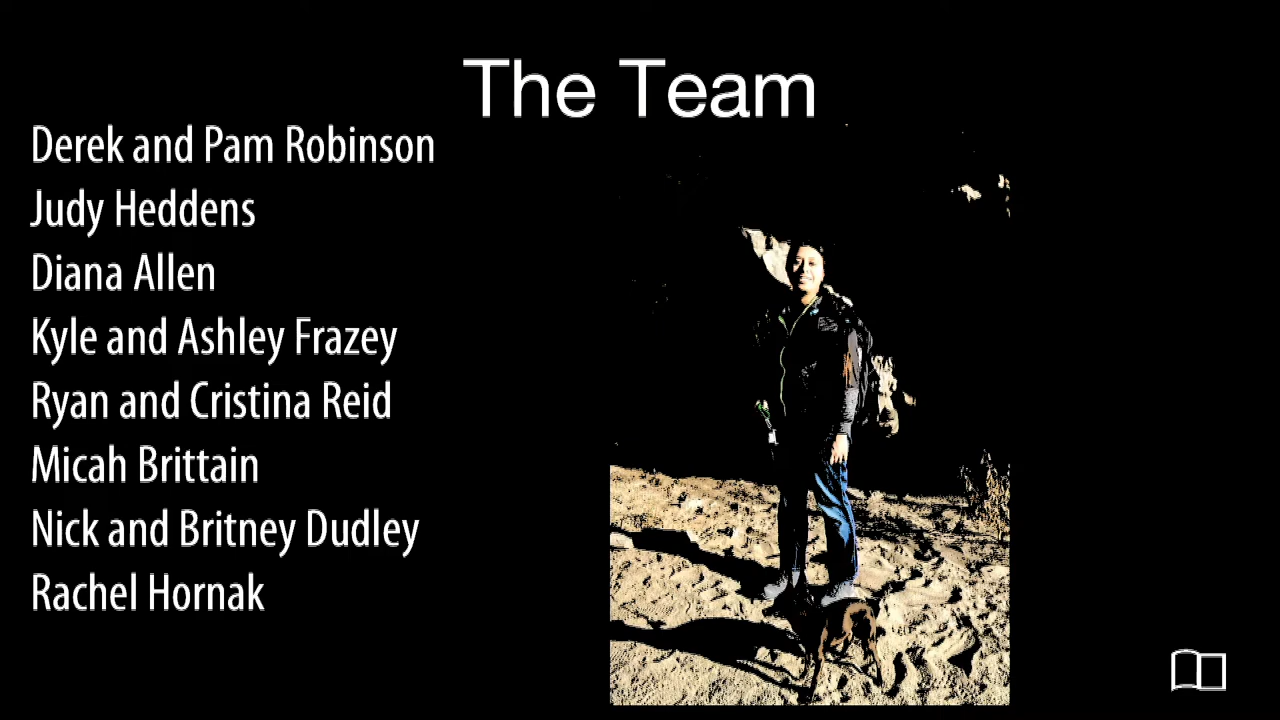 The Team
Derek and Pam Robinson
Judy Heddens
Diana Allen
Kyle and Ashley Frazey
Ryan and Cristina Reid
Micah Brittain
Nick and Britney Dudley
Rachel Hornak